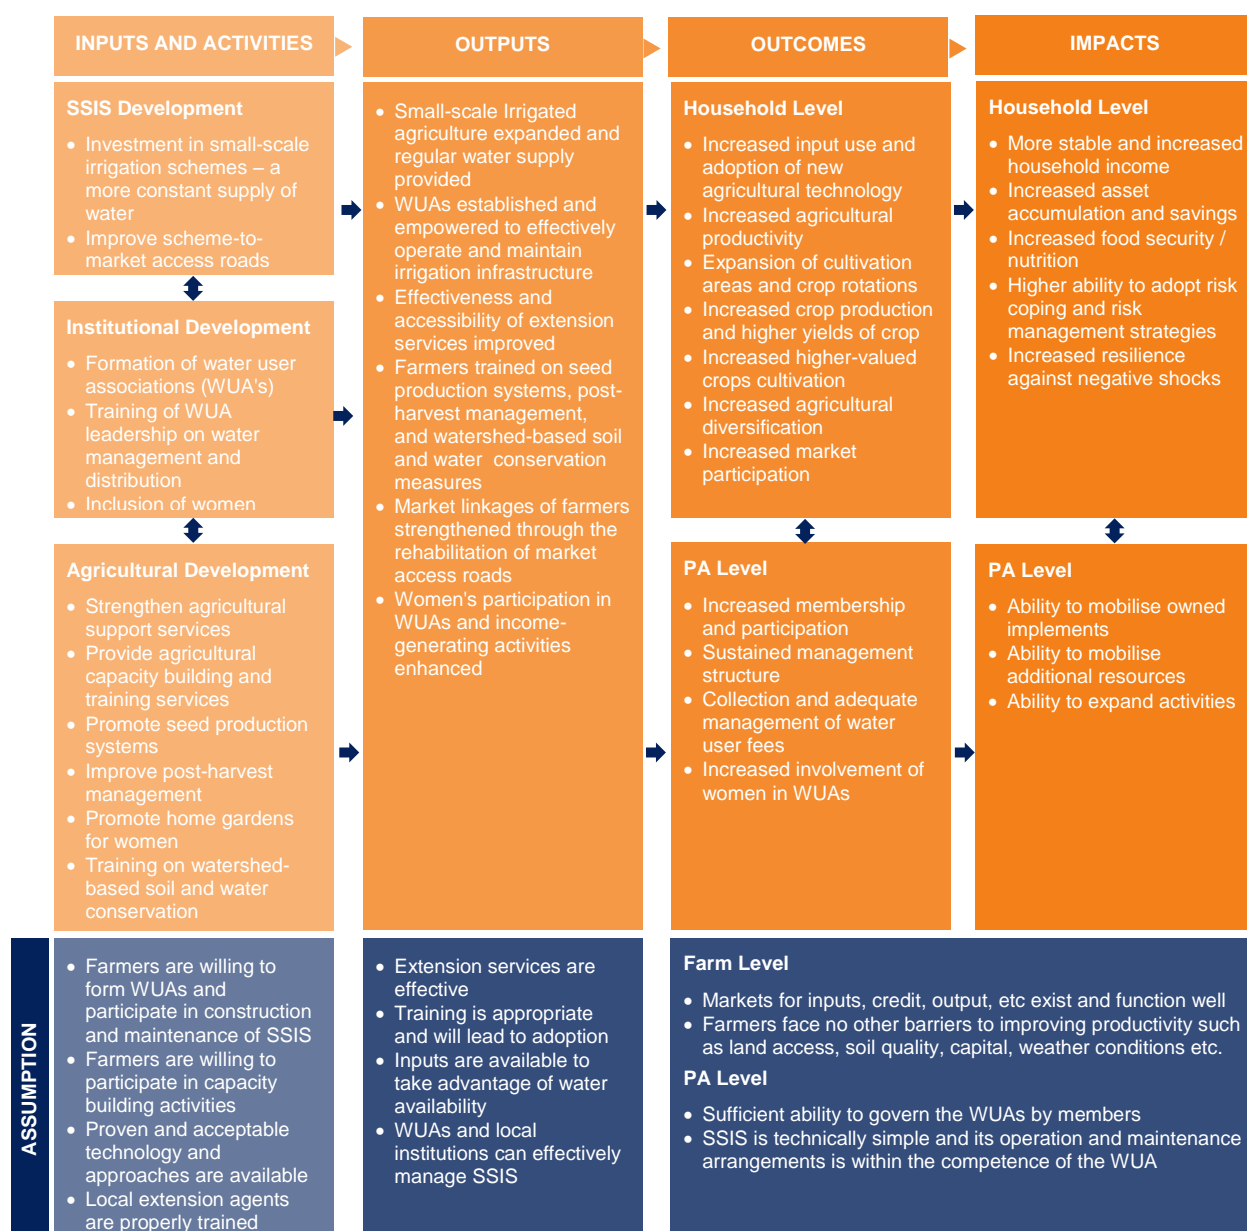 INPUTS AND ACTIVITIES
OUTPUTS
OUTCOMES
IMPACTS
SSIS Development
• Investment in small-scale
irrigation schemes – a
more constant supply of
water
• Improve scheme-to-
market access roads
Institutional Development
• Formation of water user
associations (WUA's)
• Training of WUA
leadership on water
management and
distribution
• Inclusion of women
Agricultural Development
• Strengthen agricultural
support services
• Provide agricultural
capacity building and
training services
• Promote seed production
systems
• Improve post-harvest
management
• Promote home gardens
for women
• Training on watershed-
based soil and water
conservation
• Small-scale Irrigated
agriculture expanded and
regular water supply
provided
• WUAs established and
empowered to effectively
operate and maintain
irrigation infrastructure
• Effectiveness and
accessibility of extension
services improved
• Farmers trained on seed
production systems, post-
harvest management,
and watershed-based soil
and water conservation
measures
• Market linkages of farmers
strengthened through the
rehabilitation of market
access roads
• Women's participation in
WUAs and income-
generating activities
enhanced
Household Level
• Increased input use and
adoption of new
agricultural technology
• Increased agricultural
productivity
• Expansion of cultivation
areas and crop rotations
• Increased crop production
and higher yields of crop
• Increased higher-valued
crops cultivation
• Increased agricultural
diversification
• Increased market
participation
PA Level
• Increased membership
and participation
• Sustained management
structure
• Collection and adequate
management of water
user fees
• Increased involvement of
women in WUAs
Household Level
• More stable and increased
household income
• Increased asset
accumulation and savings
• Increased food security /
nutrition
• Higher ability to adopt risk
coping and risk
management strategies
• Increased resilience
against negative shocks
PA Level
• Ability to mobilise owned
implements
• Ability to mobilise
additional resources
• Ability to expand activities
ASSUMPTION
• Farmers are willing to
form WUAs and
participate in construction
and maintenance of SSIS
• Farmers are willing to
participate in capacity
building activities
• Proven and acceptable
technology and
approaches are available
• Local extension agents
are properly trained
• Extension services are
effective
• Training is appropriate
and will lead to adoption
• Inputs are available to
take advantage of water
availability
• WUAs and local
institutions can effectively
manage SSIS
Farm Level
• Markets for inputs, credit, output, etc exist and function well
• Farmers face no other barriers to improving productivity such
as land access, soil quality, capital, weather conditions etc.
PA Level
• Sufficient ability to govern the WUAs by members
• SSIS is technically simple and its operation and maintenance
arrangements is within the competence of the WUA